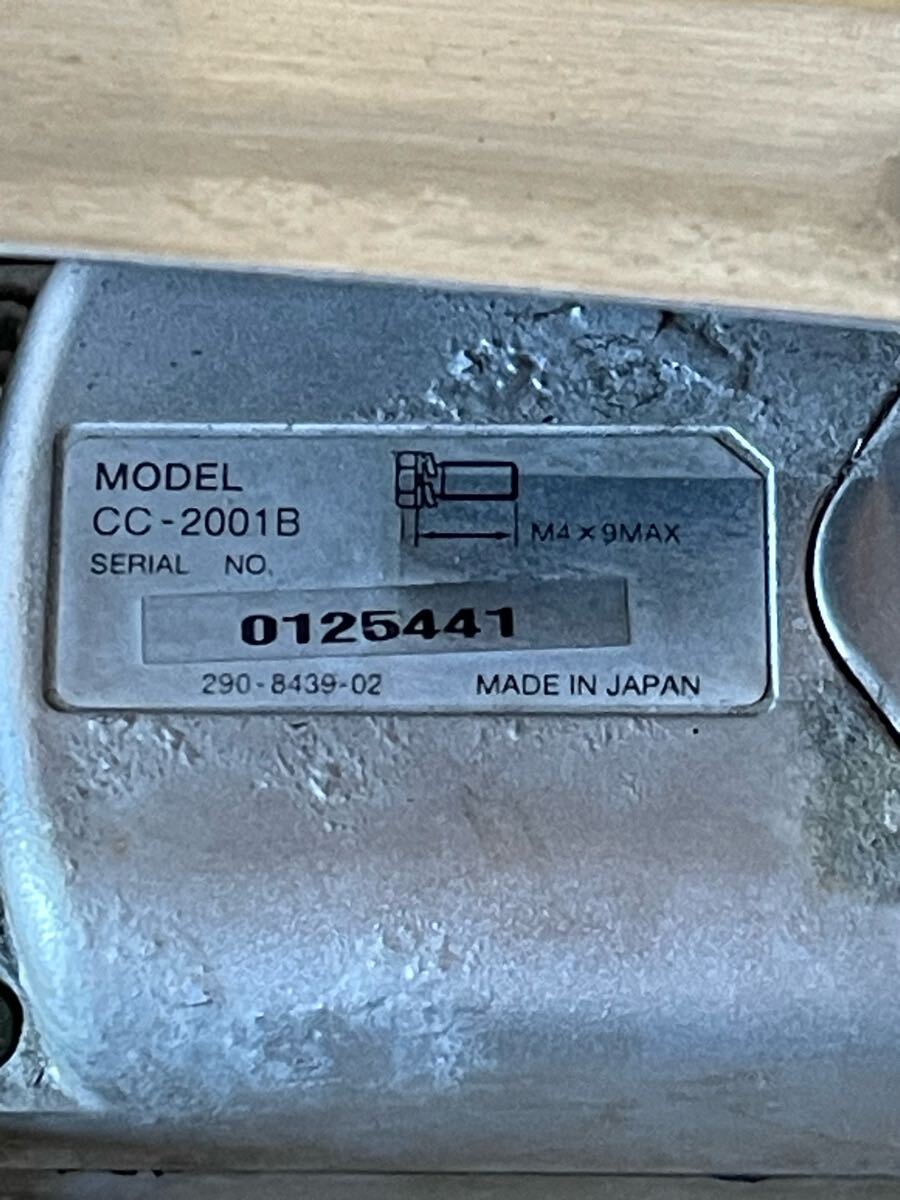 MODEL
CC-2001B
M4×9MAX
SERIAL NO.
0125441
290-8439-02 MADE IN JAPAN